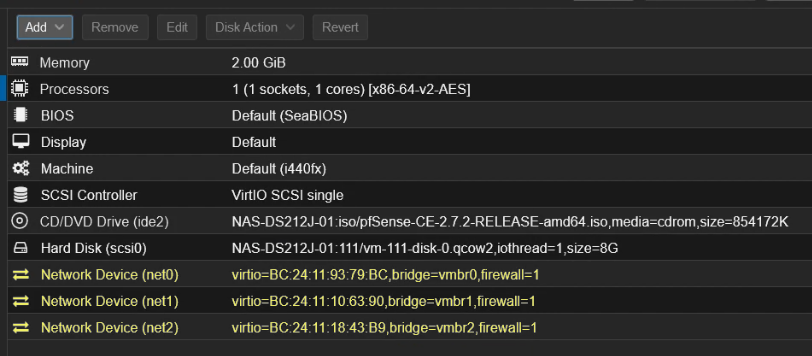 Add Remove Edit Disk Action Revert
Memory 2.00 GiB
Processors 1 (1 sockets, 1 cores) [x86-64-v2-AES]
BIOS Default (SeaBIOS)
Display Default
Machine Default (i440fx)
SCSI Controller VirtIO SCSI single
CD/DVD Drive (ide2) NAS-DS212J-01:iso/pfSense-CE-2.7.2-RELEASE-amd64.iso,media=cdrom,size=854172K
Hard Disk (scsi0) NAS-DS212J-01:111/vm-111-disk-0.qcow2,iothread=1,size=8G
Network Device (net0) virtio=BC:24:11:93:79:BC,bridge=vmbr0,firewall=1
Network Device (net1) virtio=BC:24:11:10:63:90,bridge=vmbr1,firewall=1
Network Device (net2) virtio=BC:24:11:18:43:B9,bridge=vmbr2,firewall=1